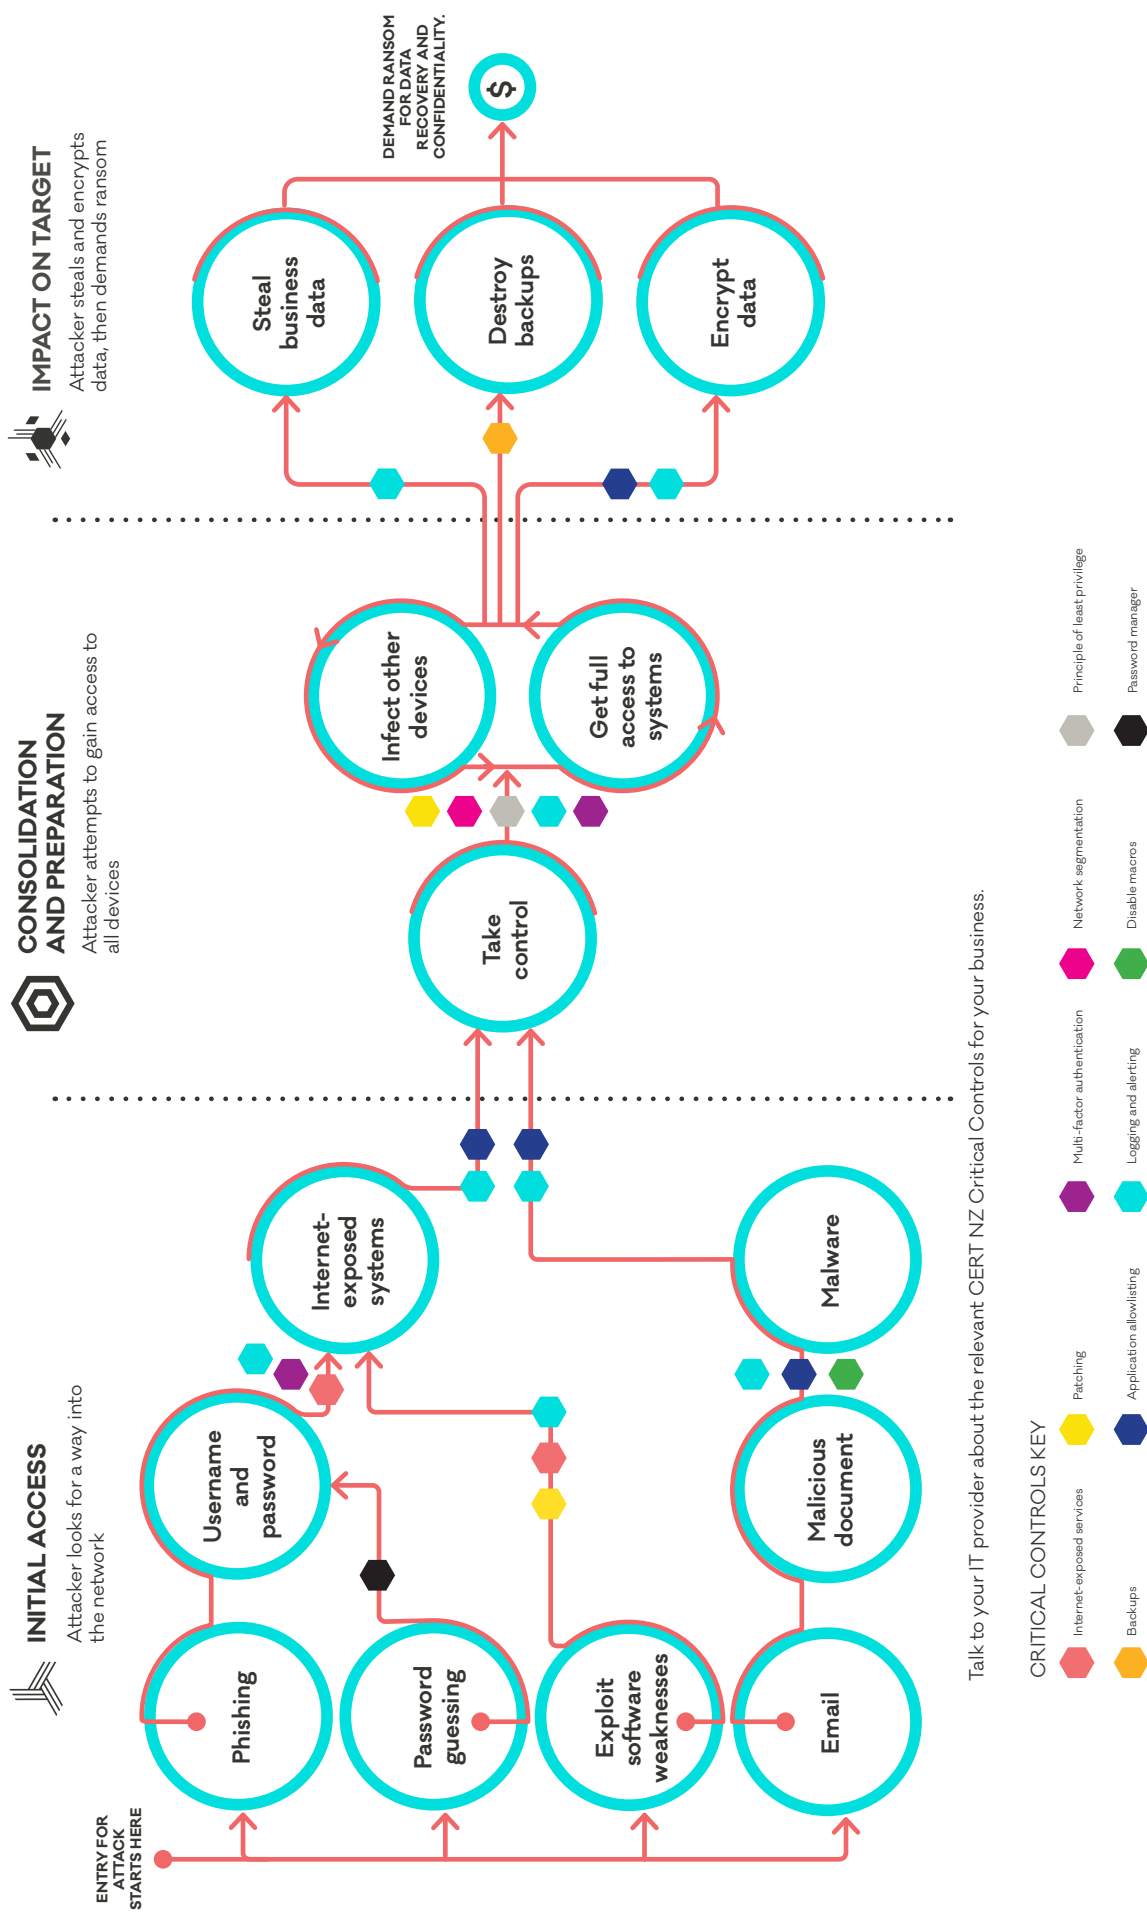 INITIAL ACCESS
Attacker looks for a way into
the network
CONSOLIDATION
AND PREPARATION
Attacker attempts to gain access to
all devices
IMPACT ON TARGET
Attacker steals and encrypts
data, then demands ransom
ENTRY FOR
ATTACK
STARTS HERE
Phishing
Password
guessing
Exploit
software
weaknesses
Email
Username
and
password
Malicious
document
Internet-
exposed
systems
Malware
Take
control
Infect other
devices
Get full
access to
systems
Steal
business
data
Destroy
backups
Encrypt
data
DEMAND RANSOM
FOR DATA
RECOVERY AND
CONFIDENTIALITY.
$
Talk to your IT provider about the relevant CERT NZ Critical Controls for your business.
CRITICAL CONTROLS KEY
Internet-exposed services
Patching
Multi-factor authentication
Network segmentation
Principle of least privilege
Backups
Application allowlisting
Logging and alerting
Disable macros
Password manager